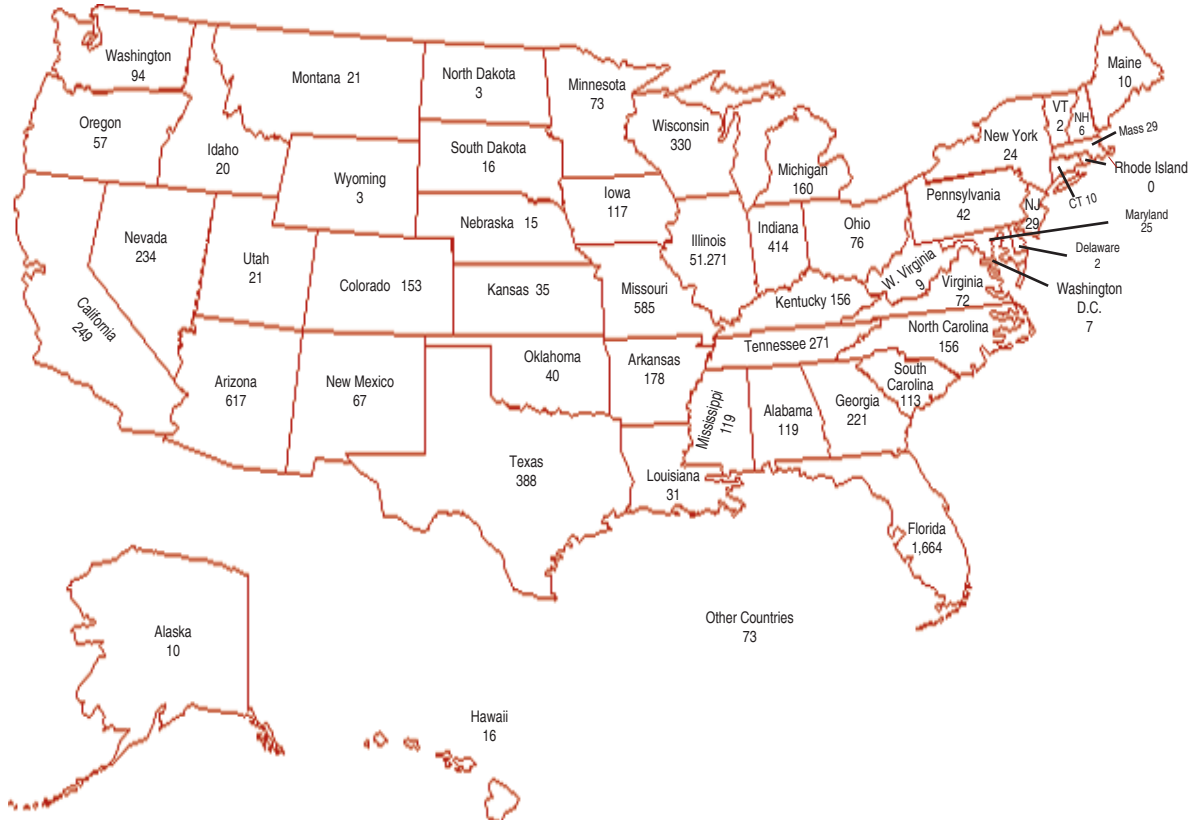 Washington
94
Montana 21
North Dakota
3
Minnesota
73
Maine
10
Oregon
57
Idaho
20
Wyoming
3
South Dakota
16
Wisconsin
330
Michigan
160
New York
24
VT
2
NH
6
Mass 29
Rhode Island
0
CT 10
Nevada
234
Utah
21
Colorado 153
Nebraska 15
Iowa
117
Illinois
51.271
Indiana
414
Ohio
76
Pennsylvania
42
NJ
29
Maryland
25
Delaware
2
Washington
D.C.
7
California
249
Kansas 35
Missouri
585
Kentucky 156
W. Virginia
9
Virginia
72
Arizona
617
New Mexico
67
Oklahoma
40
Arkansas
178
Tennessee 271
North Carolina
156
South
Carolina
113
Texas
388
Louisiana
31
Mississippi
119
Alabama
119
Georgia
221
Florida
1,664
Other Countries
73
Alaska
10
Hawaii
16